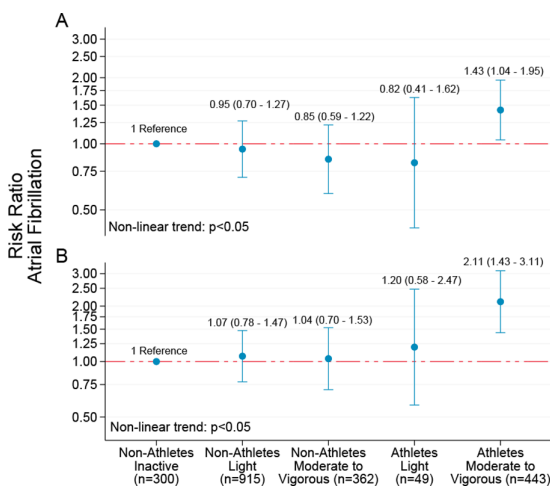 A
3.00
2.50
2.00
1.75
1.50
1.25
1.00
0.75
0.50
1 Reference
0.95 (0.70 - 1.27)
0.85 (0.59 - 1.22)
0.82 (0.41 - 1.62)
1.43 (1.04 - 1.95)
Non-linear trend: p<0.05
Risk Ratio
Atrial Fibrillation
B
3.00
2.50
2.00
1.75
1.50
1.25
1.00
0.75
0.50
1 Reference
1.07 (0.78 - 1.47)
1.04 (0.70 - 1.53)
1.20 (0.58 - 2.47)
2.11 (1.43 - 3.11)
Non-linear trend: p<0.05
Non-Athletes
Inactive
(n=300)
Non-Athletes
Light
(n=915)
Non-Athletes
Moderate to
Vigorous (n=362)
Athletes
Light
(n=49)
Athletes
Moderate to
Vigorous (n=443)